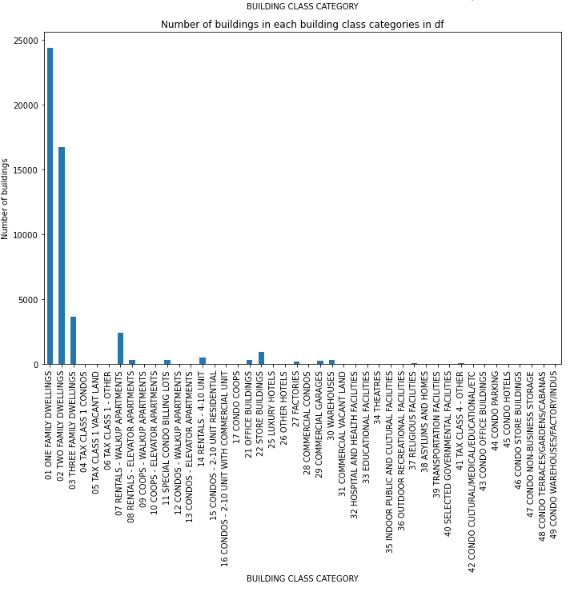 BUILDING CLASS CATEGORY
Number of buildings in each building class categories in df
25000
20000
15000
10000
5000
0
Number of buildings
01 ONE FAMILY DWELLINGS
02 TWO FAMILY DWELLINGS
03 THREE FAMILY DWELLINGS
04 TAX CLASS 1 CONDOS
05 TAX CLASS 1 VACANT LAND
06 TAX CLASS 1 - OTHER
07 RENTALS - WALKUP APARTMENTS
08 RENTALS - ELEVATOR APARTMENTS
09 COOPS - WALKUP APARTMENTS
10 COOPS - ELEVATOR APARTMENTS
11 SPECIAL CONDO BILLING LOTS
12 CONDOS - WALKUP APARTMENTS
13 CONDOS - ELEVATOR APARTMENTS
14 RENTALS - 4-10 UNIT
15 CONDOS - 2-10 UNIT RESIDENTIAL
16 CONDOS - 2-10 UNIT WITH COMMERCIAL UNIT
17 CONDO COOPS
21 OFFICE BUILDINGS
22 STORE BUILDINGS
25 LUXURY HOTELS
26 OTHER HOTELS
27 FACTORIES
28 COMMERCIAL CONDOS
29 COMMERCIAL GARAGES
30 WAREHOUSES
31 COMMERCIAL VACANT LAND
32 HOSPITAL AND HEALTH FACILITIES
33 EDUCATIONAL FACILITIES
34 THEATRES
35 INDOOR PUBLIC AND CULTURAL FACILITIES
36 OUTDOOR RECREATIONAL FACILITIES
37 RELIGIOUS FACILITIES
38 ASYLUMS AND HOMES
39 TRANSPORTATION FACILITIES
40 SELECTED GOVERNMENTAL FACILITIES
41 TAX CLASS 4 - OTHER
42 CONDO CULTURAL/MEDICAL/EDUCATIONAL/ETC
43 CONDO OFFICE BUILDINGS
44 CONDO PARKING
45 CONDO HOTELS
46 CONDO STORE BUILDINGS
47 CONDO NON-BUSINESS STORAGE
48 CONDO TERRACES/GARDENS/CABANAS
49 CONDO WAREHOUSES/FACTORY/INDUS
BUILDING CLASS CATEGORY